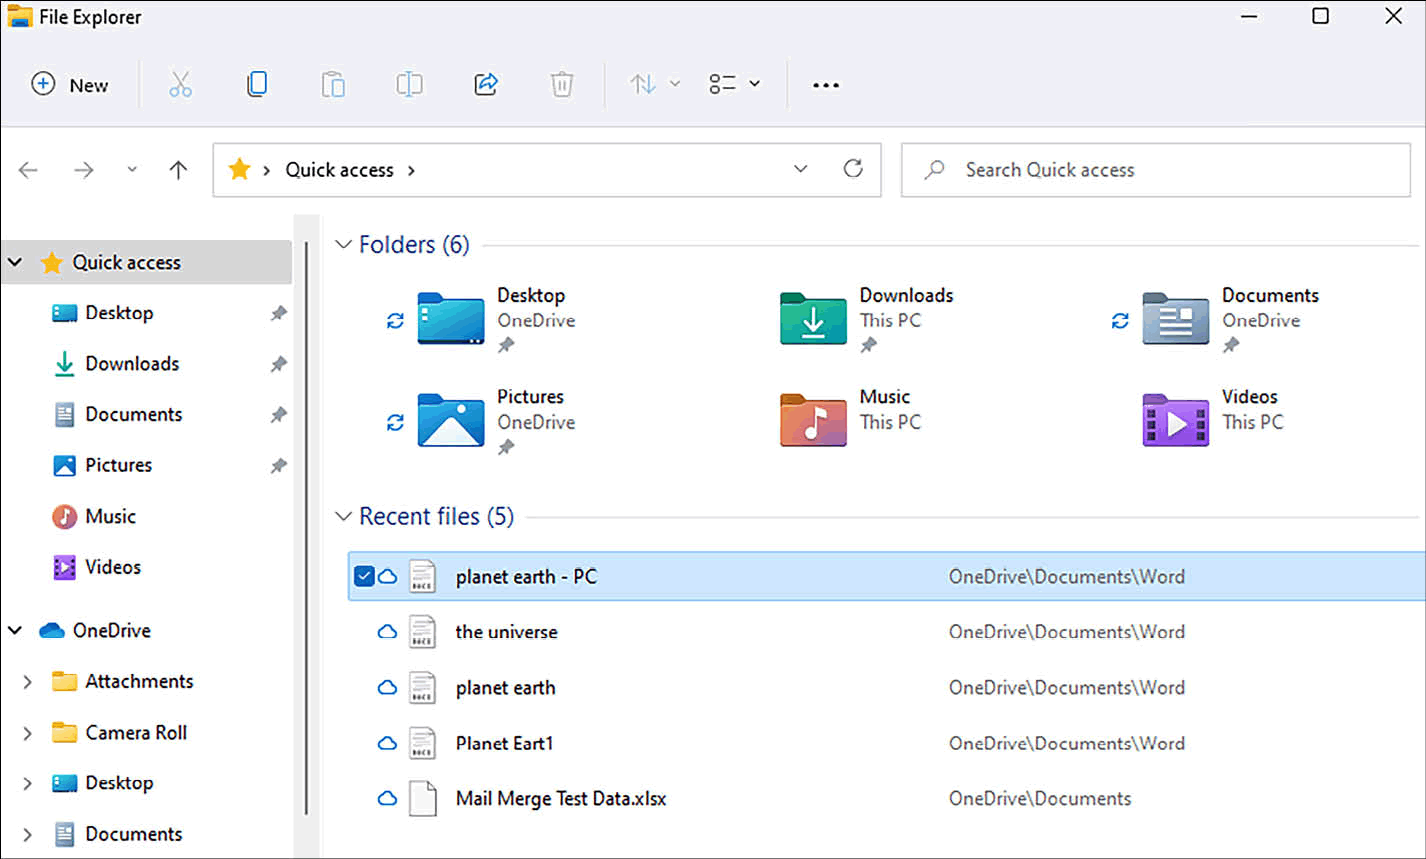 File Explorer
New
Quick access
Search Quick access
Quick access
Desktop
Downloads
Documents
Pictures
Music
Videos
OneDrive
Attachments
Camera Roll
Desktop
Documents
Folders (6)
Desktop
OneDrive
Downloads
This PC
Documents
OneDrive
Pictures
OneDrive
Music
This PC
Videos
This PC
Recent files (5)
planet earth - PC OneDrive\Documents\Word
the universe OneDrive\Documents\Word
planet earth OneDrive\Documents\Word
Planet Eart1 OneDrive\Documents\Word
Mail Merge Test Data.xlsx OneDrive\Documents